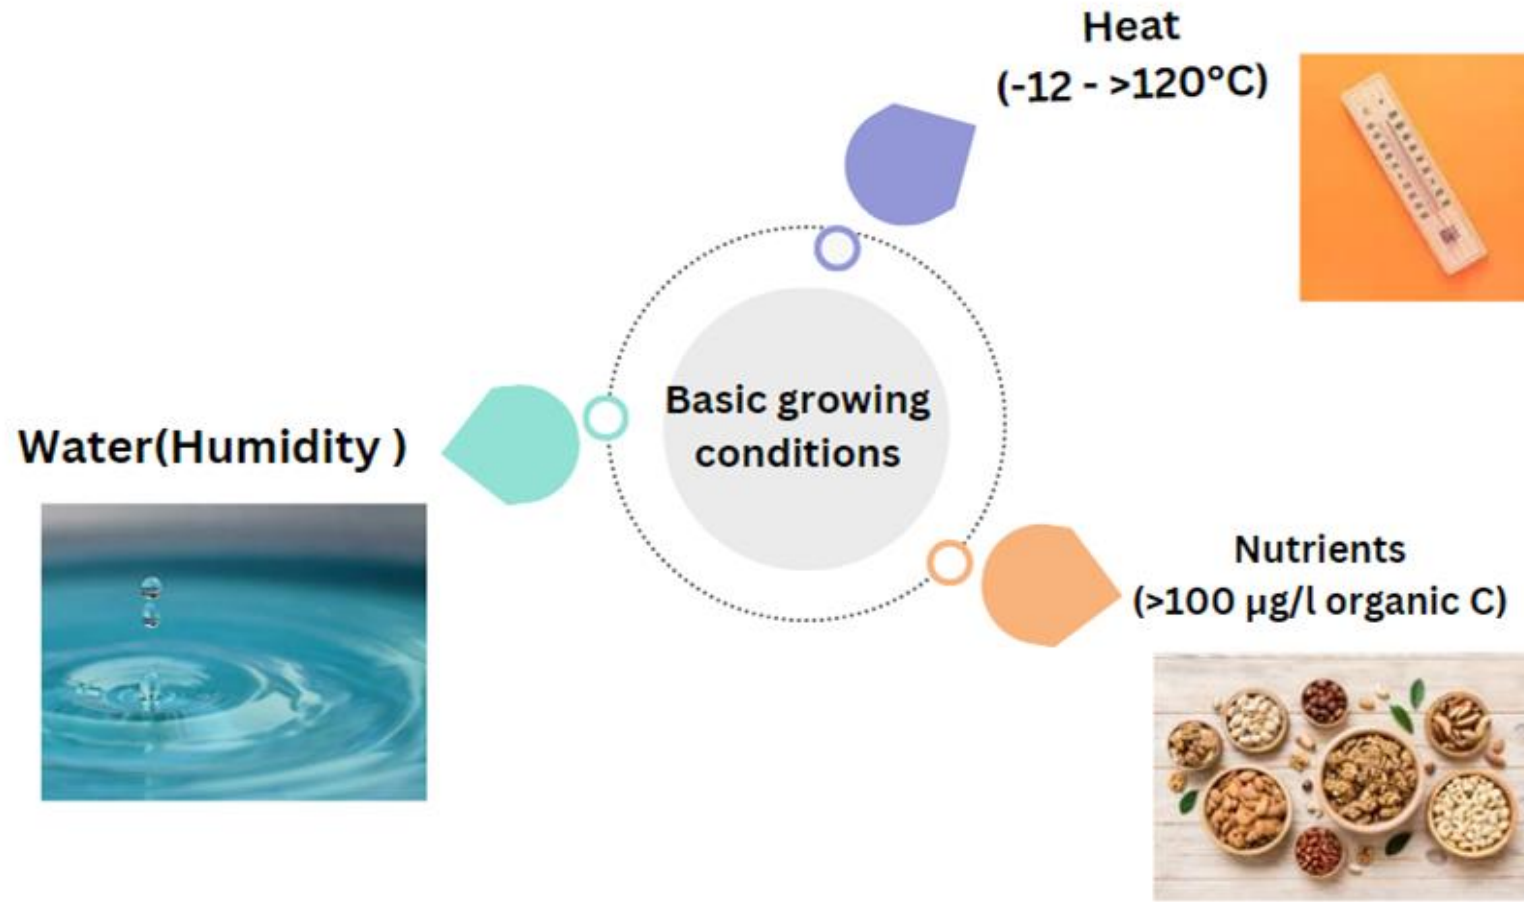 Heat
(-12 - >120°C)
Basic growing
conditions
Water(Humidity )
Nutrients
(>100 µg/l organic C)